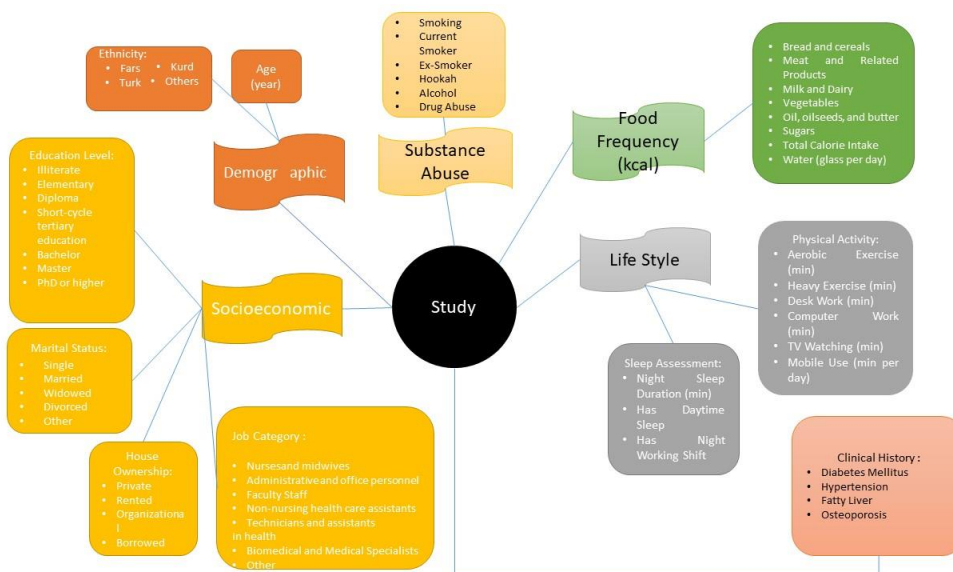 Ethnicity:
• Fars • Kurd
• Turk • Others
Age
(year)
Demogr aphic
• Smoking
• Current
Smoker
• Ex-Smoker
• Hookah
• Alcohol
• Drug Abuse
Substance
Abuse
Food
Frequency
(kcal)
• Bread and cereals
• Meat and Related
Products
• Milk and Dairy
• Vegetables
• Oil, oilseeds, and butter
• Sugars
• Total Calorie Intake
• Water (glass per day)
Education Level:
• Illiterate
• Elementary
• Diploma
• Short-cycle
tertiary
education
• Bachelor
• Master
• PhD or higher
Socioeconomic
Study
Life Style
Physical Activity:
• Aerobic Exercise
(min)
• Heavy Exercise (min)
• Desk Work (min)
• Computer Work
(min)
• TV Watching (min)
• Mobile Use (min per
day)
Marital Status:
• Single
• Married
• Widowed
• Divorced
• Other
Sleep Assessment:
• Night Sleep
Duration (min)
• Has Daytime
Sleep
• Has Night
Working Shift
House
Ownership:
• Private
• Rented
• Organizationa
l
• Borrowed
Job Category :
• Nursesand midwives
• Administrative and office personnel
• Faculty Staff
• Non-nursing health care assistants
• Technicians and assistants
in health
• Biomedical and Medical Specialists
• Other
Clinical History :
• Diabetes Mellitus
• Hypertension
• Fatty Liver
• Osteoporosis